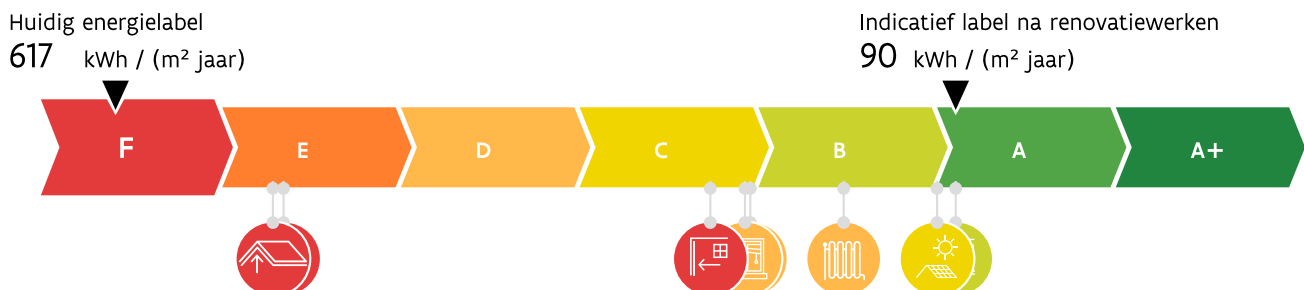 Huidig energielabel
617 kWh / (m² jaar)
Indicatief label na renovatiewerken
90 kWh / (m² jaar)
F E D C B A A+